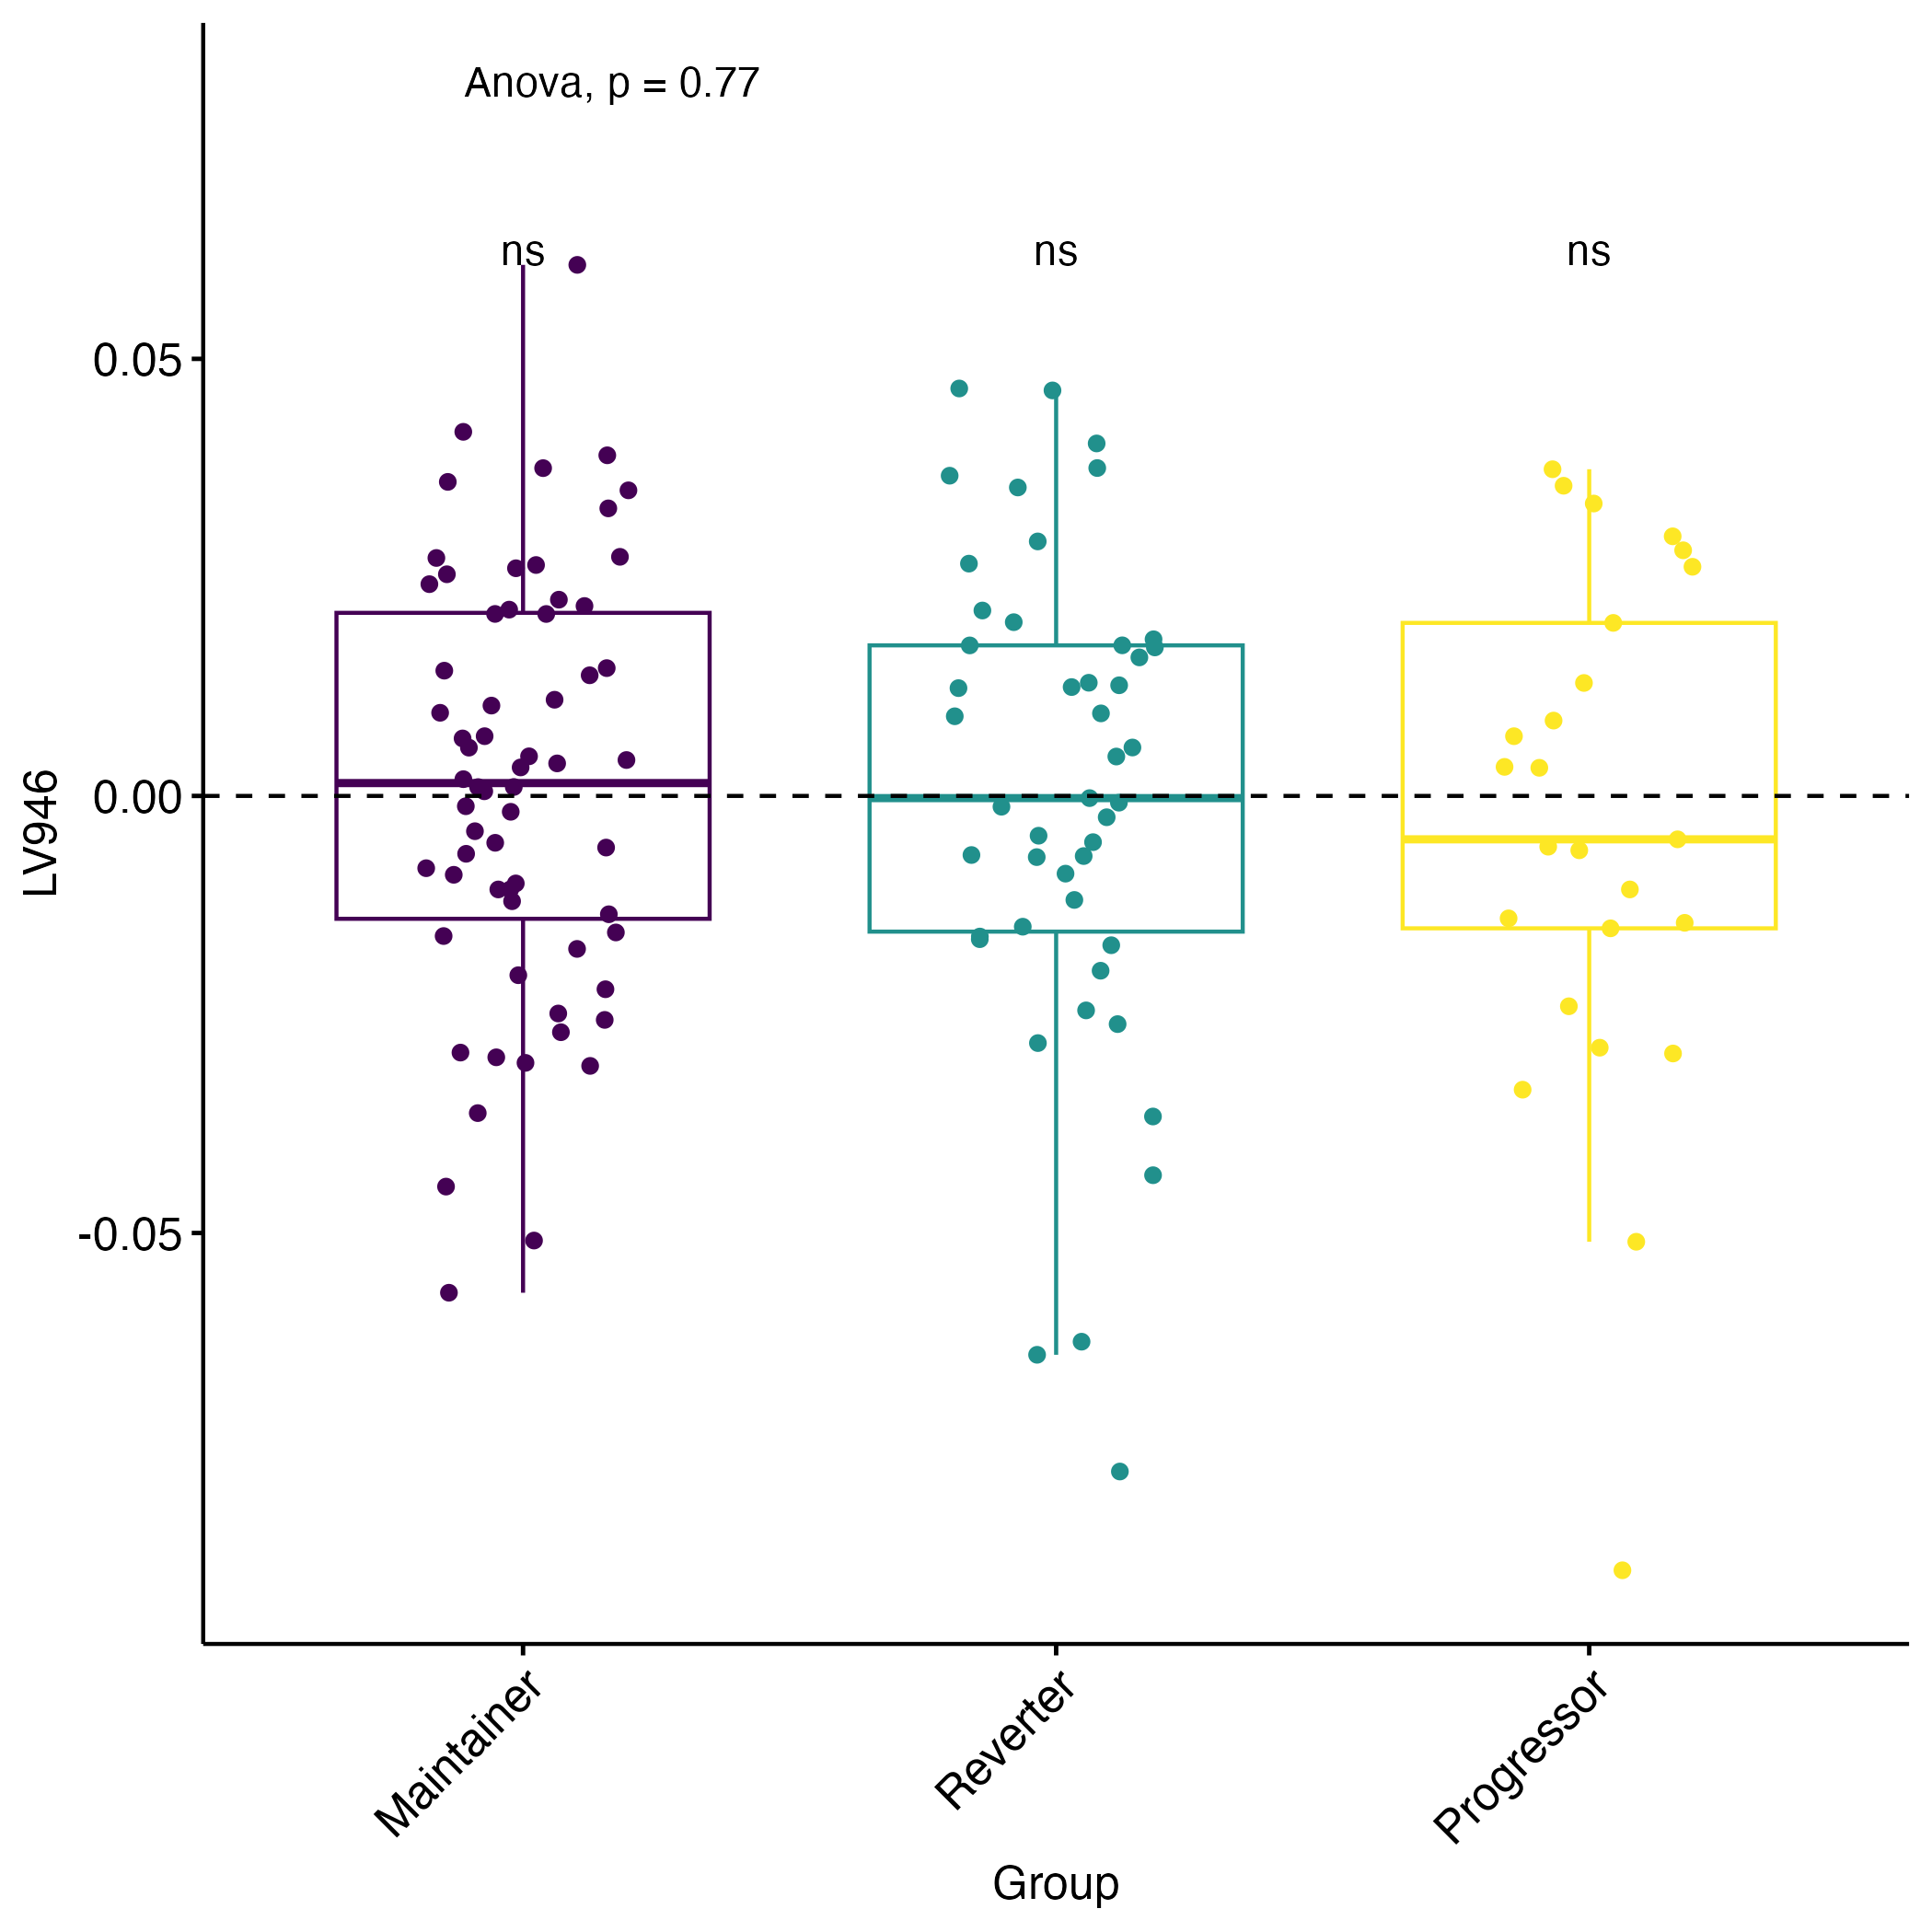 Anova, p = 0.77
ns ns ns
0.05
0.00
-0.05
LV946
Maintainer Reverter Progressor
Group